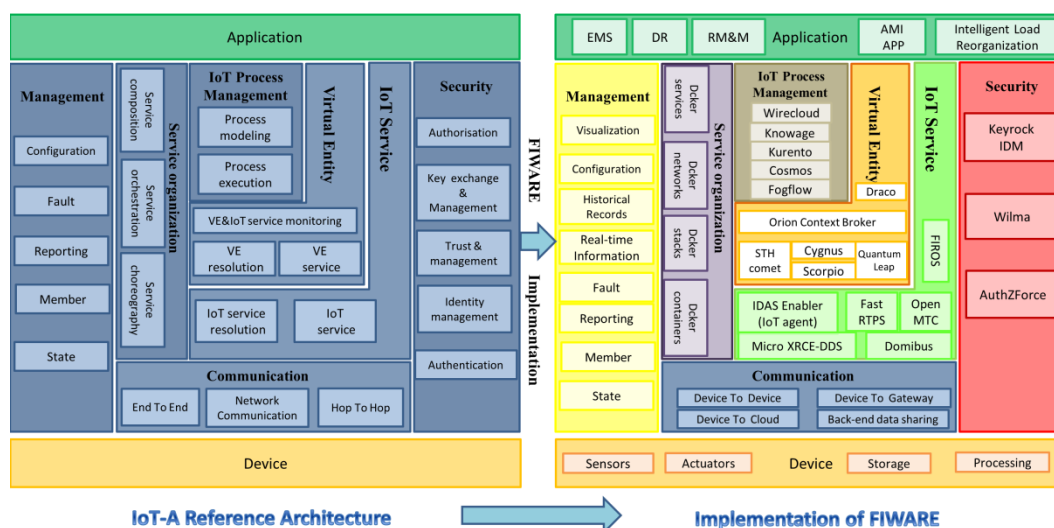 Application
Management
Configuration
Fault
Reporting
Member
State
Service
composition
Service
orchestration
Service
choreography
Service organization
IoT Process
Management
Process
modeling
Process
execution
Virtual Entity
IoT Service
VE&IoT service monitoring
VE
resolution
VE
service
IoT service
resolution
IoT
service
Security
Authorisation
Key exchange
&
Management
Trust &
management
Identity
management
Authentication
Communication
End To End
Network
Communication
Hop To Hop
Device
IoT-A Reference Architecture
FIWARE
Implementation
EMS
DR
RM&M
Application
AMI
APP
Intelligent Load
Reorganization
Management
Visualization
Configuration
Historical
Records
Real-time
Information
Fault
Reporting
Member
State
Dcker
services
Dcker
networks
Dcker
stacks
Dcker
containers
Service organization
IoT Process
Management
Wirecloud
Knowage
Kurento
Cosmos
Fogflow
Virtual Entity
Draco
Orion Context Broker
STH
comet
Cygnus
Scorpio
Quantum
Leap
IoT Service
FIROS
IDAS Enabler
(IoT agent)
Fast
RTPS
Open
MTC
Micro XRCE-DDS
Domibus
Security
Keyrock
IDM
Wilma
AuthZForce
Communication
Device To Device
Device To Gateway
Device To Cloud
Back-end data sharing
Sensors
Actuators
Device
Storage
Processing
Implementation of FIWARE